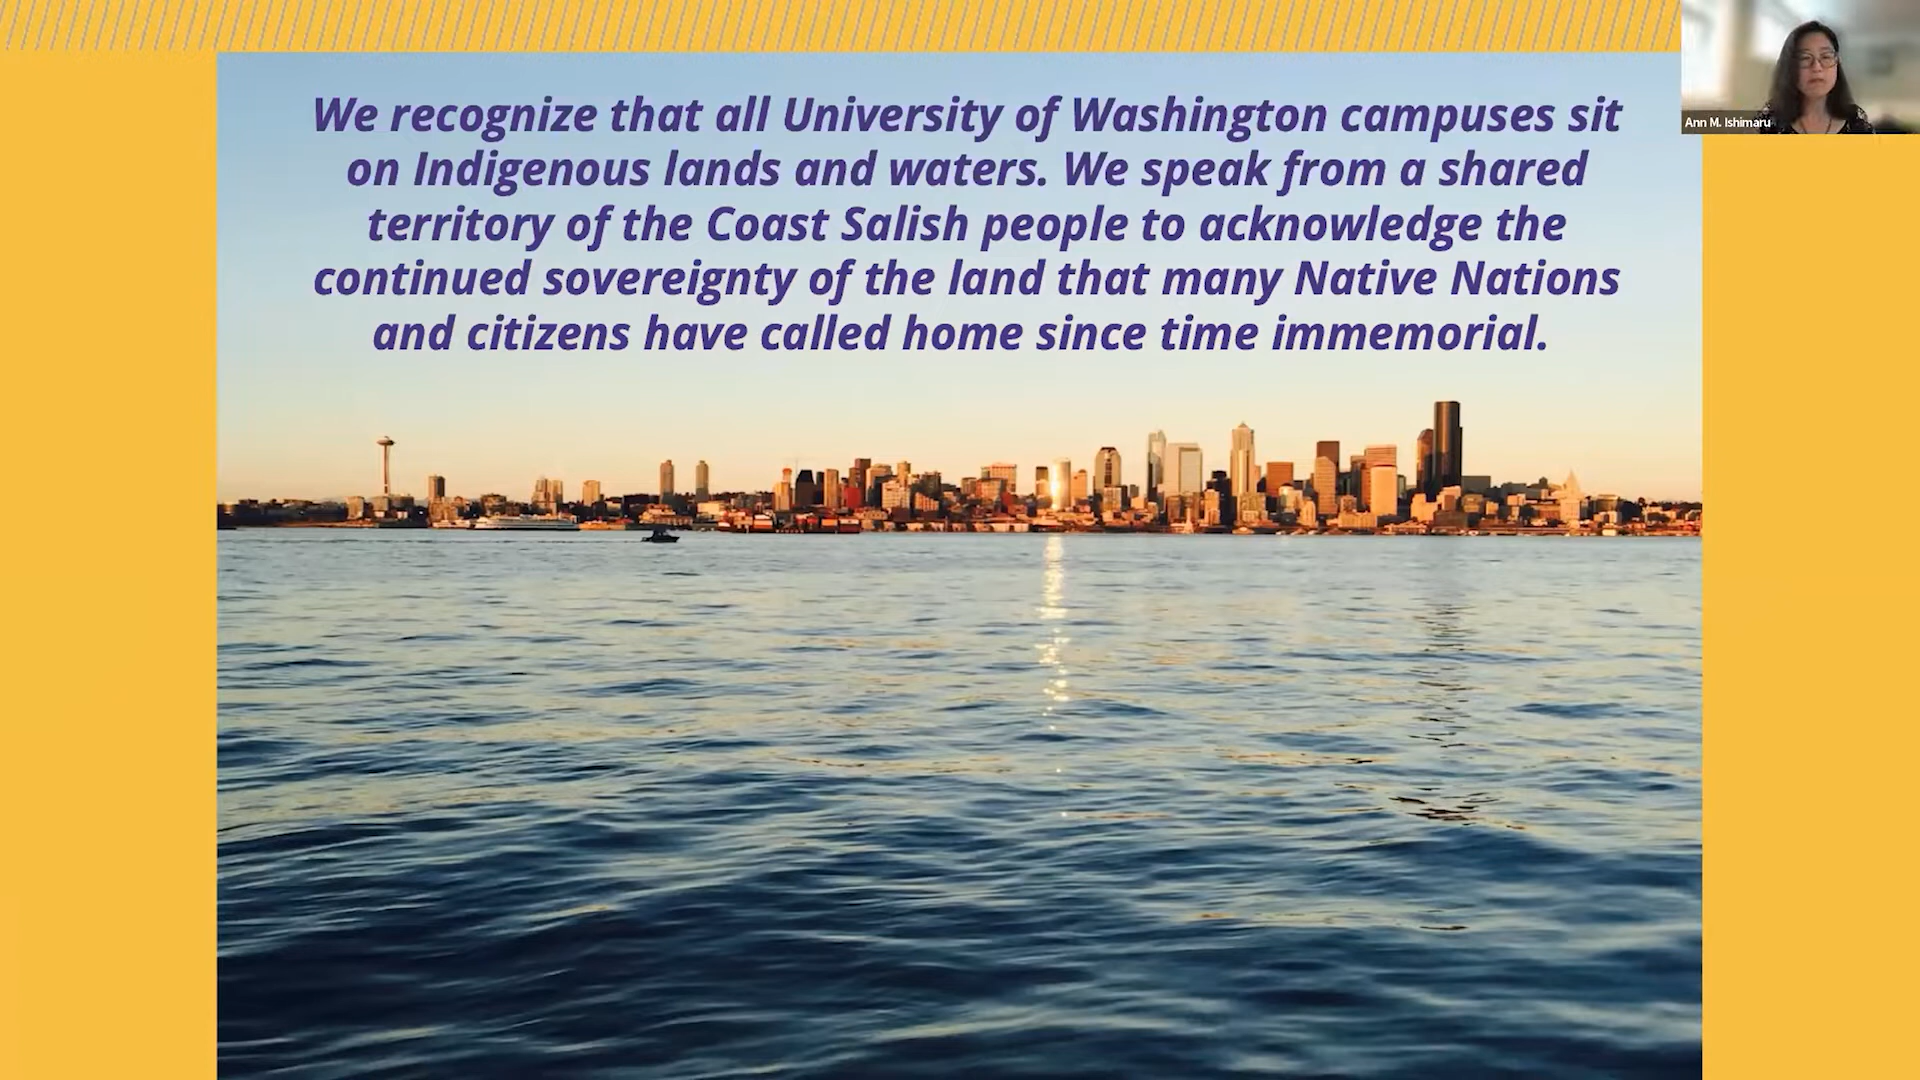 We recognize that all University of Washington campuses sit
on Indigenous lands and waters. We speak from a shared
territory of the Coast Salish people to acknowledge the
continued sovereignty of the land that many Native Nations
and citizens have called home since time immemorial.
Ann M. Ishimaru